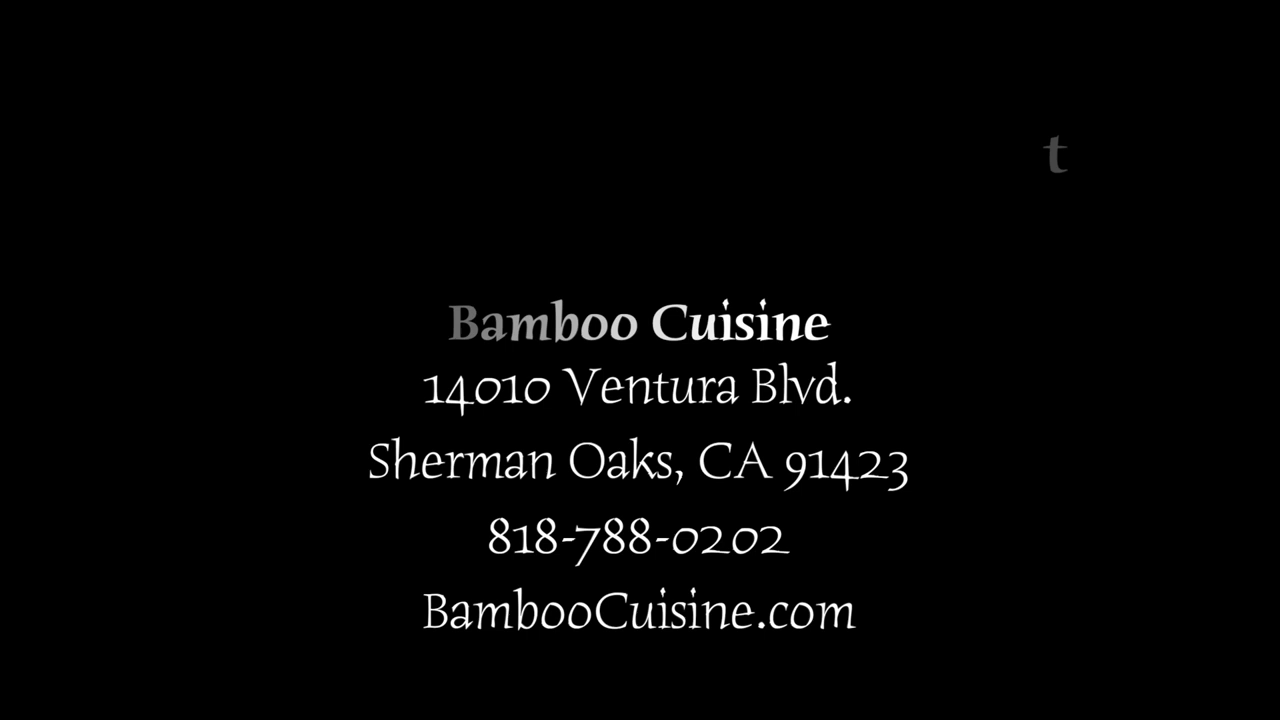 t
Bamboo Cuisine
14010 Ventura Blvd.
Sherman Oaks, CA 91423
818-788-0202
BambooCuisine.com